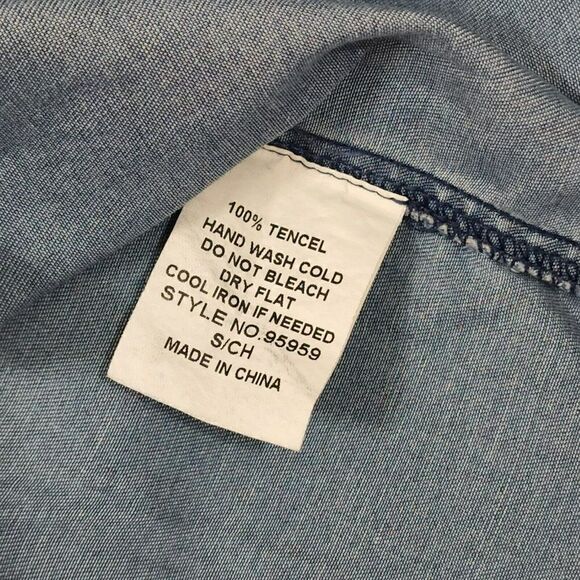 100% TENCEL
HAND WASH COLD
DO NOT BLEACH
DRY FLAT
COOL IRON IF NEEDED
STYLE NO.95959
S/CH
MADE IN CHINA